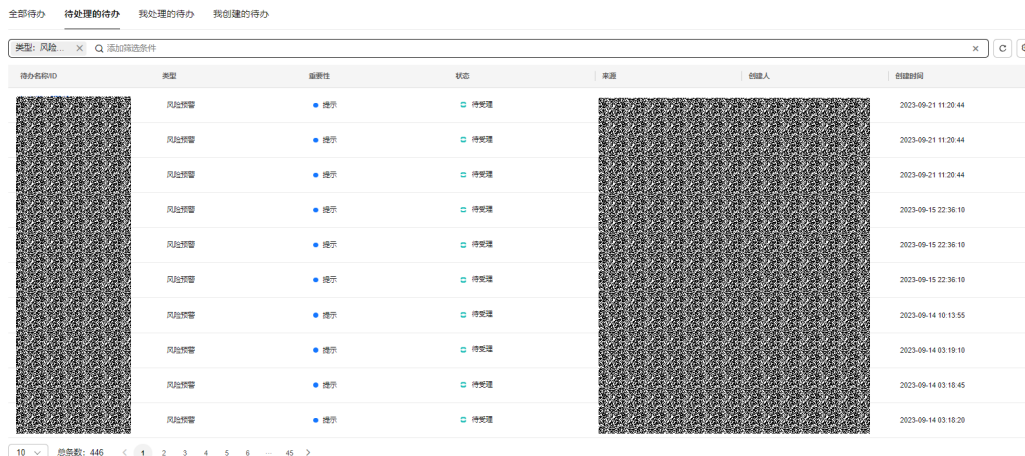 全部待办 待处理的待办 我处理的待办 我创建的待办
类型: 风险... × 添加筛选条件 ×
待办名称/ID 类型 重要性 状态 来源 创建人 创建时间
风险预警 提示 待受理 2023-09-21 11:20:44
风险预警 提示 待受理 2023-09-21 11:20:44
风险预警 提示 待受理 2023-09-21 11:20:44
风险预警 提示 待受理 2023-09-15 22:36:10
风险预警 提示 待受理 2023-09-15 22:36:10
风险预警 提示 待受理 2023-09-15 22:36:10
风险预警 提示 待受理 2023-09-14 10:13:55
风险预警 提示 待受理 2023-09-14 03:19:10
风险预警 提示 待受理 2023-09-14 03:18:45
风险预警 提示 待受理 2023-09-14 03:18:20
10 总条数: 446 < 1 2 3 4 5 6 ... 45 >